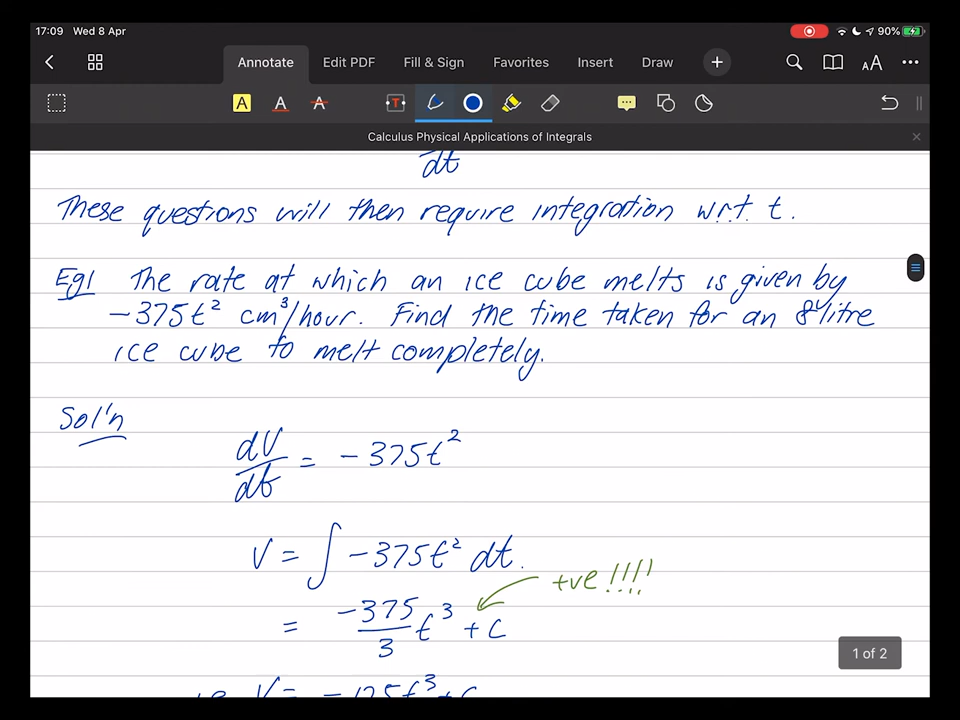 17:09 Wed 8 Apr 90%
Annotate Edit PDF Fill & Sign Favorites Insert Draw
AA
A A A T
Calculus Physical Applications of Integrals
dt
These questions will then require integration w.r.t. t.
Eg1 The rate at which an ice cube melts is given by
-375t² cm³/hour. Find the time taken for an 8 litre
ice cube to melt completely.
Sol'n
dV/dt = -375t²
V = ∫ -375t² dt.
+ve !!!!
= -375/3 t³ + c
1 of 2
i.e. V = -125t³ + c